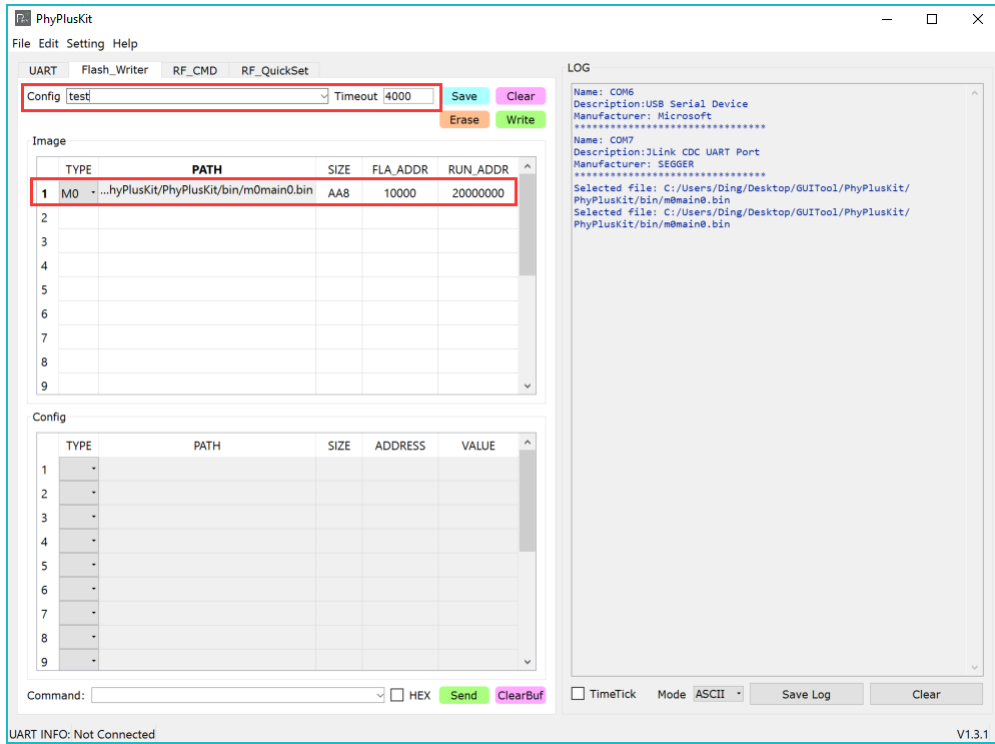 PhyPlusKit
File Edit Setting Help
UART Flash_Writer RF_CMD RF_QuickSet
Config test Timeout 4000 Save Clear
Erase Write
Image
TYPE PATH SIZE FLA_ADDR RUN_ADDR
1 M0 ...hyPlusKit/PhyPlusKit/bin/m0main0.bin AA8 10000 20000000
2
3
4
5
6
7
8
9
Config
TYPE PATH SIZE ADDRESS VALUE
1
2
3
4
5
6
7
8
9
Command: HEX Send ClearBuf
LOG
Name: COM6
Description:USB Serial Device
Manufacturer: Microsoft
********************************
Name: COM7
Description:JLink CDC UART Port
Manufacturer: SEGGER
********************************
Selected file: C:/Users/Ding/Desktop/GUITool/PhyPlusKit/
PhyPlusKit/bin/m0main0.bin
Selected file: C:/Users/Ding/Desktop/GUITool/PhyPlusKit/
PhyPlusKit/bin/m0main0.bin
TimeTick Mode ASCII Save Log Clear
UART INFO: Not Connected V1.3.1